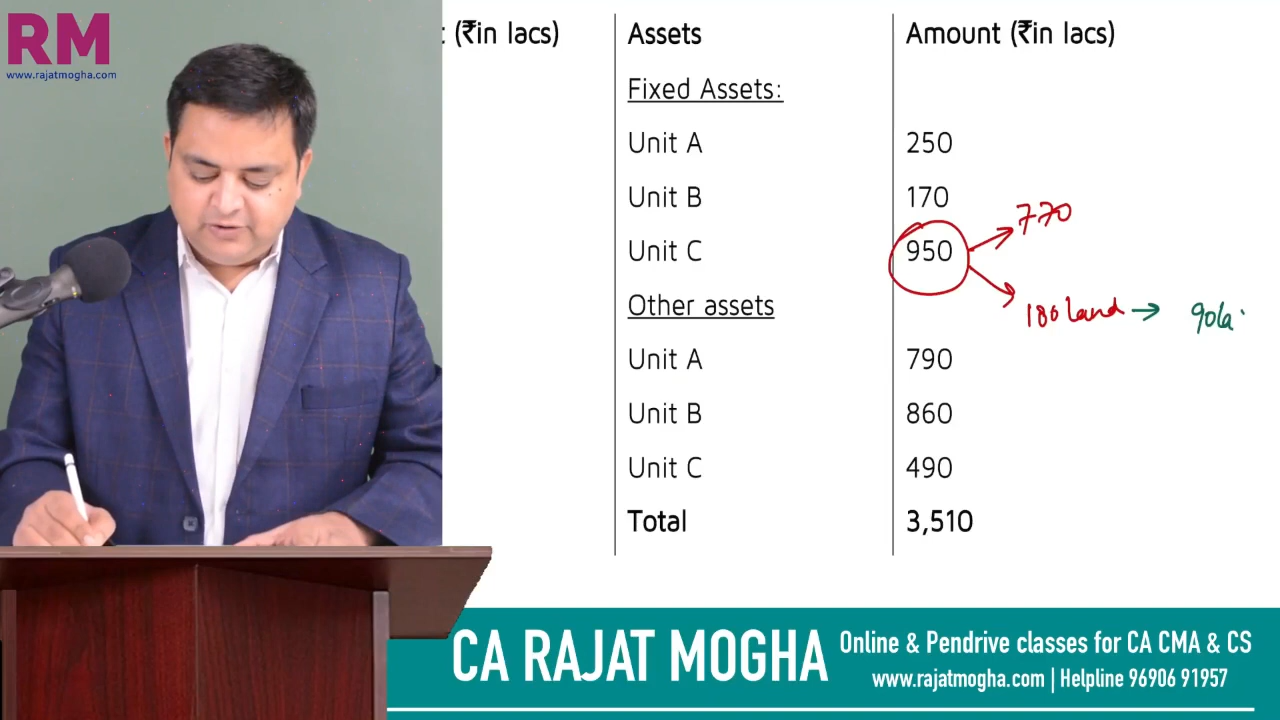 RM
www.rajatmogha.com
(₹in lacs) Assets Amount (₹in lacs)
Fixed Assets:
Unit A 250
Unit B 170
770
Unit C 950
Other assets
180 land →
Unit A 790
Unit B 860
Unit C 490
Total 3,510
CA RAJAT MOGHA
Online & Pendrive classes for CA CMA & CS
www.rajatmogha.com | Helpline 96906 91957